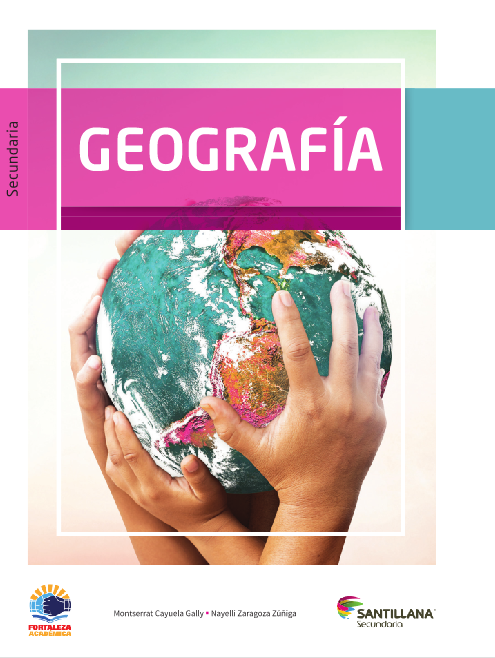 Secundaria
GEOGRAFÍA
FORTALEZA
ACADÉMICA
Montserrat Cayuela Gally • Nayelli Zaragoza Zúñiga
SANTILLANA
Secundaria